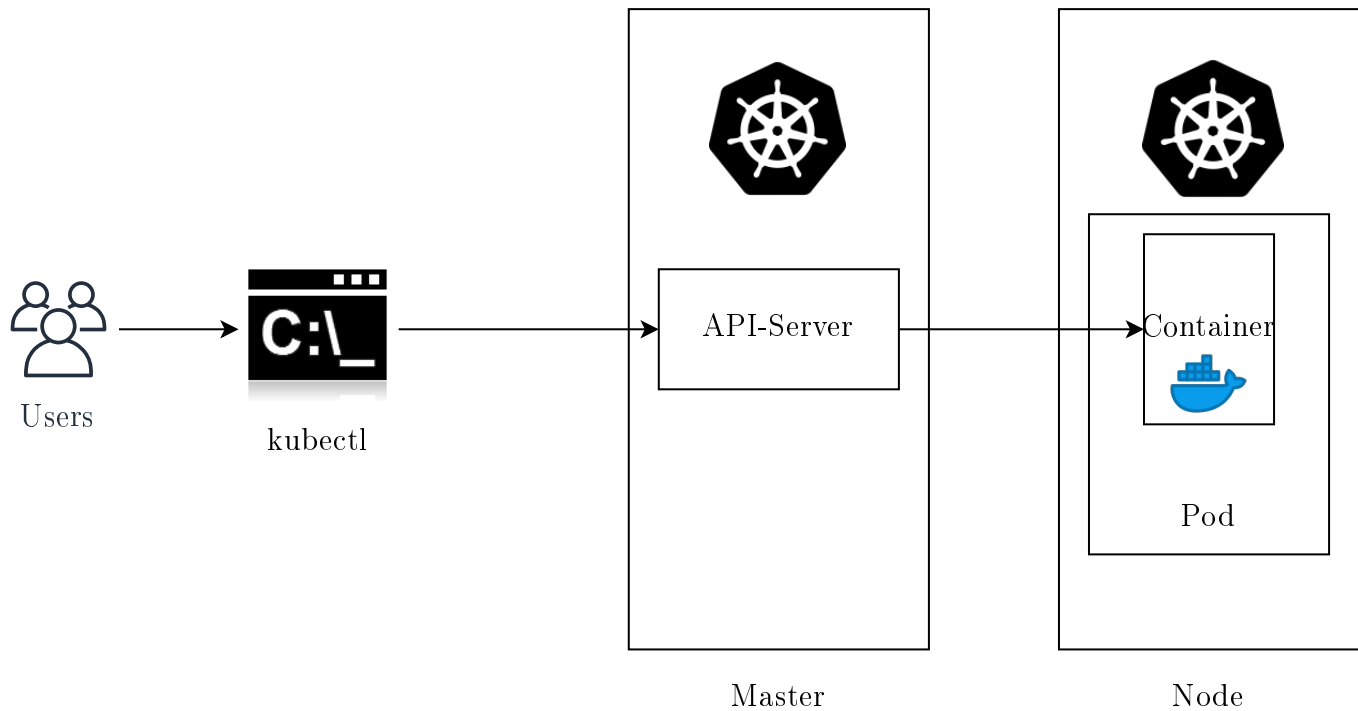 Users
C:\_
kubectl
API-Server
Master
Container
Pod
Node